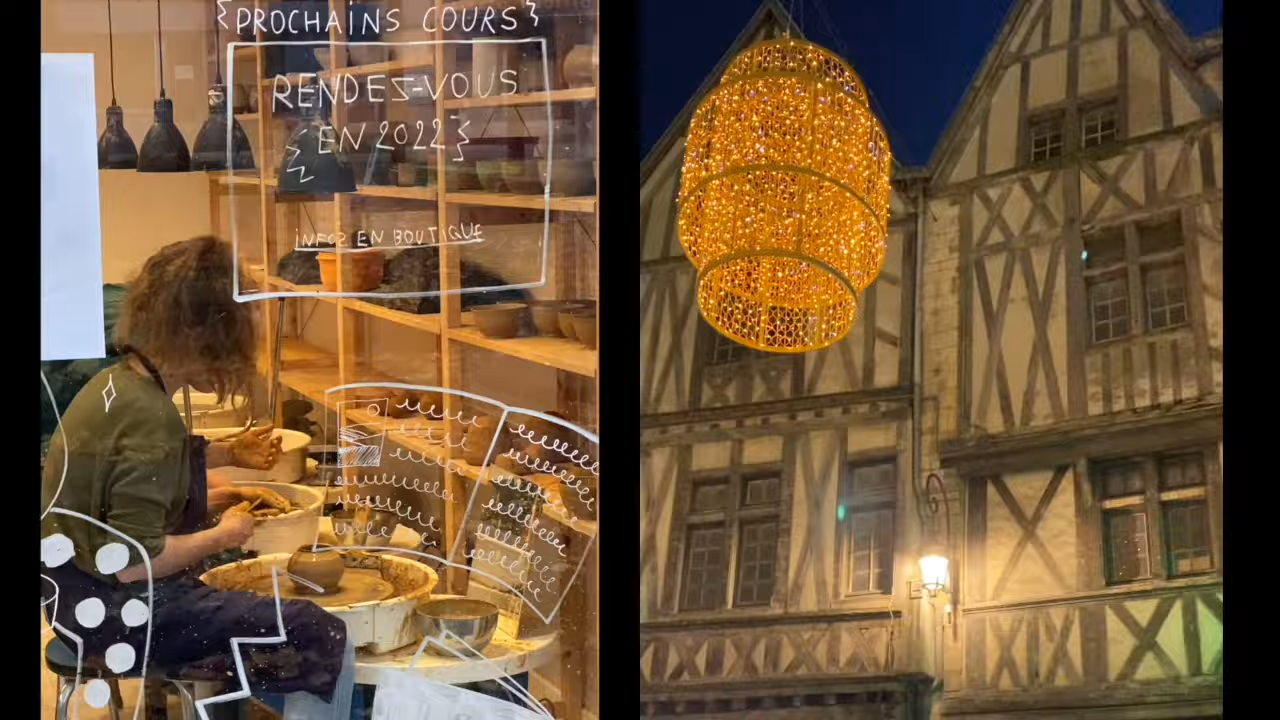 {PROCHAINS COURS}
RENDEZ-VOUS
EN 2022
INFOS EN BOUTIQUE